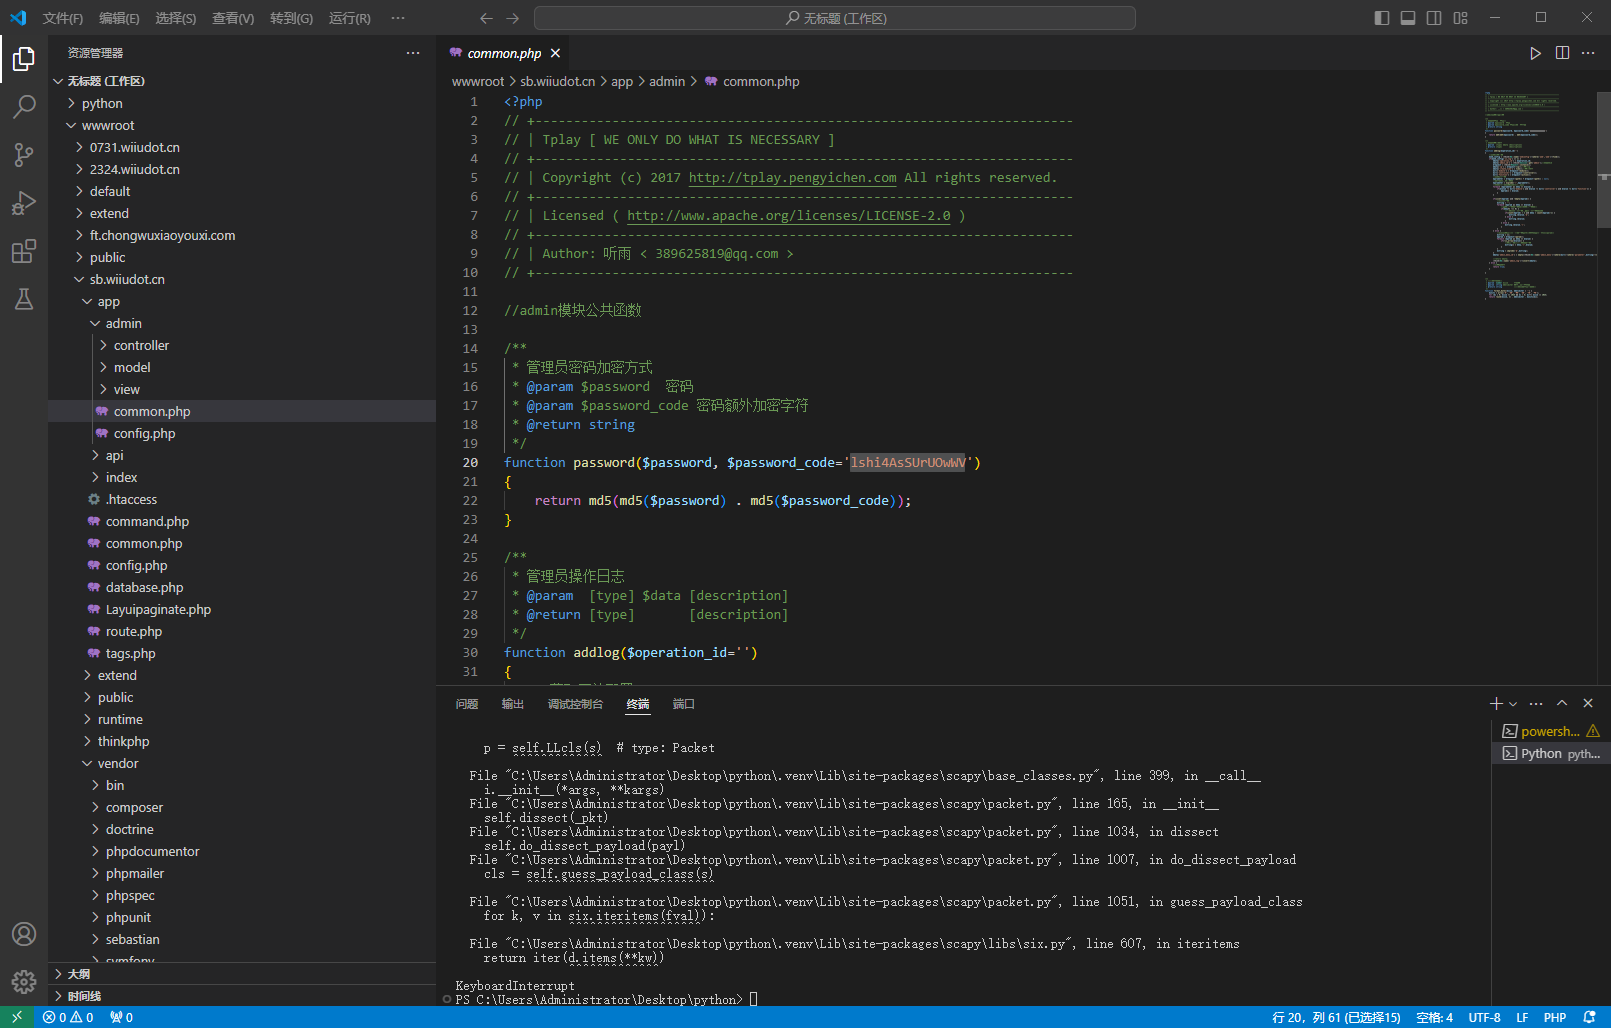 文件(F) 编辑(E) 选择(S) 查看(V) 转到(G) 运行(R) ···
无标题 (工作区)
资源管理器
无标题 (工作区)
python
wwwroot
0731.wiiudot.cn
2324.wiiudot.cn
default
extend
ft.chongwuxiaoyouxi.com
public
sb.wiiudot.cn
app
admin
controller
model
view
common.php
config.php
api
index
.htaccess
command.php
common.php
config.php
database.php
Layuipaginate.php
route.php
tags.php
extend
public
runtime
thinkphp
vendor
bin
composer
doctrine
phpdocumentor
phpmailer
phpspec
phpunit
sebastian
symfony
大纲
时间线
common.php
wwwroot > sb.wiiudot.cn > app > admin > common.php
1 <?php
2 // +----------------------------------------------------------------------
3 // | Tplay [ WE ONLY DO WHAT IS NECESSARY ]
4 // +----------------------------------------------------------------------
5 // | Copyright (c) 2017 http://tplay.pengyichen.com All rights reserved.
6 // +----------------------------------------------------------------------
7 // | Licensed ( http://www.apache.org/licenses/LICENSE-2.0 )
8 // +----------------------------------------------------------------------
9 // | Author: 听雨 < 389625819@qq.com >
10 // +----------------------------------------------------------------------
11
12 //admin模块公共函数
13
14 /**
15 * 管理员密码加密方式
16 * @param $password 密码
17 * @param $password_code 密码额外加密字符
18 * @return string
19 */
20 function password($password, $password_code='lshi4AsSUrUOwWV')
21 {
22 return md5(md5($password) . md5($password_code));
23 }
24
25 /**
26 * 管理员操作日志
27 * @param [type] $data [description]
28 * @return [type] [description]
29 */
30 function addlog($operation_id='')
31 {
问题 输出 调试控制台 终端 端口
p = self.LLcls(s) # type: Packet
File "C:\Users\Administrator\Desktop\python\.venv\Lib\site-packages\scapy\base_classes.py", line 399, in __call__
i.__init__(*args, **kargs)
File "C:\Users\Administrator\Desktop\python\.venv\Lib\site-packages\scapy\packet.py", line 165, in __init__
self.dissect(_pkt)
File "C:\Users\Administrator\Desktop\python\.venv\Lib\site-packages\scapy\packet.py", line 1034, in dissect
self.do_dissect_payload(payl)
File "C:\Users\Administrator\Desktop\python\.venv\Lib\site-packages\scapy\packet.py", line 1007, in do_dissect_payload
cls = self.guess_payload_class(s)
File "C:\Users\Administrator\Desktop\python\.venv\Lib\site-packages\scapy\packet.py", line 1051, in guess_payload_class
for k, v in six.iteritems(fval):
File "C:\Users\Administrator\Desktop\python\.venv\Lib\site-packages\scapy\libs\six.py", line 607, in iteritems
return iter(d.items(**kw))
KeyboardInterrupt
PS C:\Users\Administrator\Desktop\python>
powersh...
Python pyth...
0 0 0
行 20，列 61 (已选择15) 空格: 4 UTF-8 LF PHP